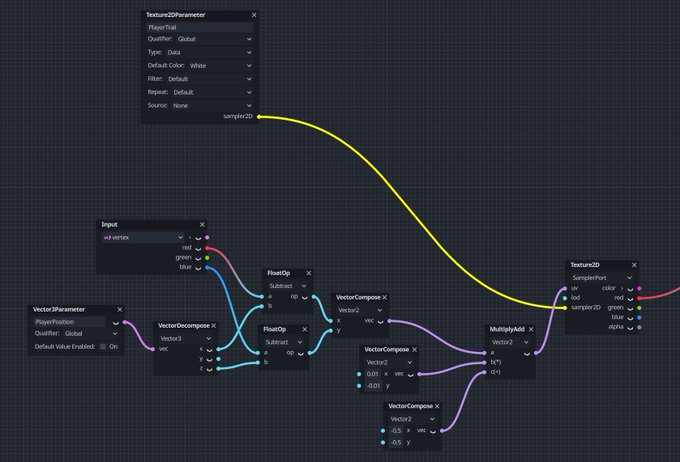 Texture2DParameter
PlayerTrail
Qualifier: Global
Type: Data
Default Color: White
Filter: Default
Repeat: Default
Source: None
sampler2D
Input
vertex
red
green
blue
FloatOp
Subtract
a op
b
Vector3Parameter
PlayerPosition
Qualifier:
Global
Default Value Enabled: On
VectorDecompose
Vector3
vec x
y
z
FloatOp
Subtract
a op
b
VectorCompose
Vector2
x vec
y
VectorCompose
Vector2
0.01 x vec
-0.01 y
VectorCompose
Vector2
-0.5 x vec
-0.5 y
MultiplyAdd
Vector2
a
b(*)
c(+)
Texture2D
SamplerPort
uv color
lod red
sampler2D green
blue
alpha